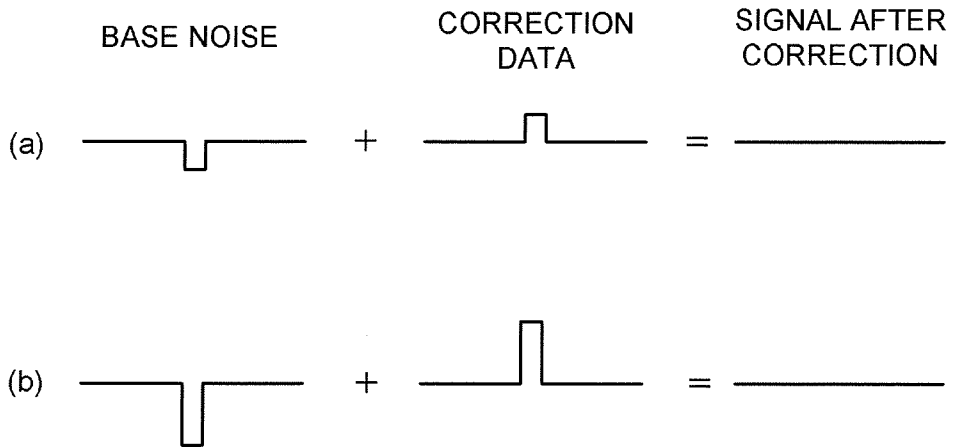 BASE NOISE
CORRECTION
DATA
SIGNAL AFTER
CORRECTION
(a) + =
(b) + =